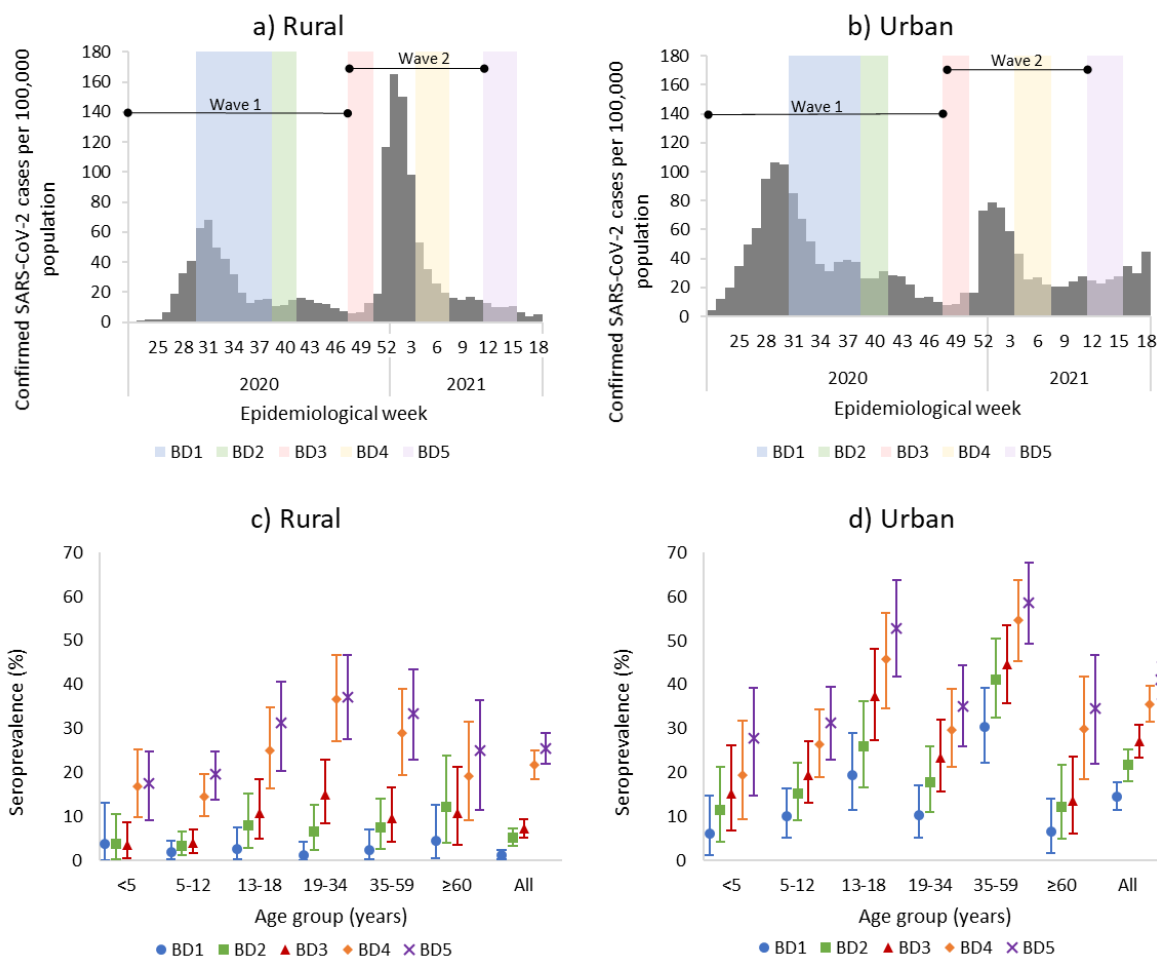 a) Rural
Confirmed SARS-CoV-2 cases per 100,000
population
180
160
140
120
100
80
60
40
20
0
Wave 1
Wave 2
25 28 31 34 37 40 43 46 49 52 3 6 9 12 15 18
2020 2021
Epidemiological week
BD1 BD2 BD3 BD4 BD5
b) Urban
Confirmed SARS-CoV-2 cases per 100,000
population
180
160
140
120
100
80
60
40
20
0
Wave 1
Wave 2
25 28 31 34 37 40 43 46 49 52 3 6 9 12 15 18
2020 2021
Epidemiological week
BD1 BD2 BD3 BD4 BD5
c) Rural
Seroprevalence (%)
70
60
50
40
30
20
10
0
<5 5-12 13-18 19-34 35-59 ≥60 All
Age group (years)
BD1 BD2 BD3 BD4 BD5
d) Urban
Seroprevalence (%)
70
60
50
40
30
20
10
0
<5 5-12 13-18 19-34 35-59 ≥60 All
Age group (years)
BD1 BD2 BD3 BD4 BD5